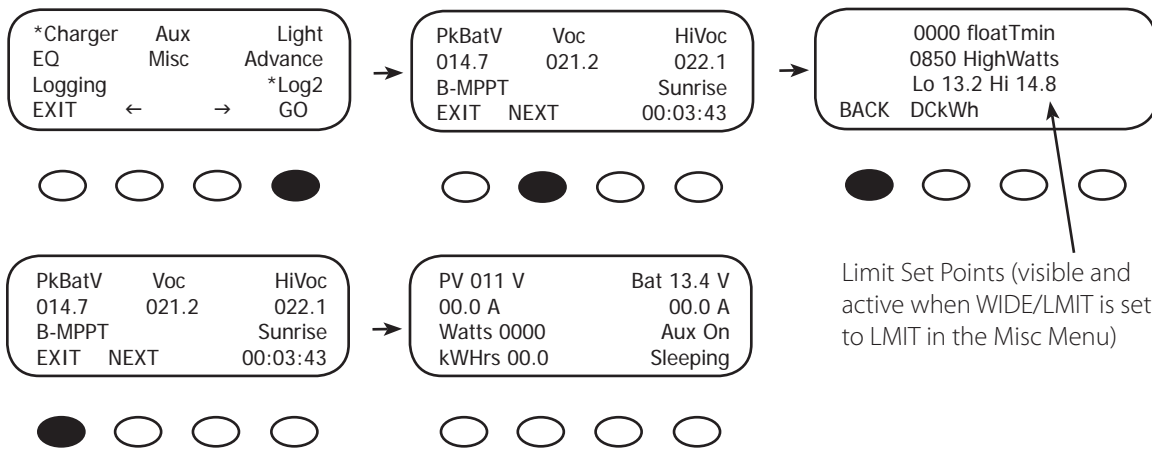 *Charger Aux Light
EQ Misc Advance
Logging *Log2
EXIT ← → GO
PkBatV Voc HiVoc
014.7 021.2 022.1
B-MPPT Sunrise
EXIT NEXT 00:03:43
0000 floatTmin
0850 HighWatts
Lo 13.2 Hi 14.8
BACK DCkWh
Limit Set Points (visible and
active when WIDE/LMIT is set
to LMIT in the Misc Menu)
PkBatV Voc HiVoc
014.7 021.2 022.1
B-MPPT Sunrise
EXIT NEXT 00:03:43
PV 011 V Bat 13.4 V
00.0 A 00.0 A
Watts 0000 Aux On
kWHrs 00.0 Sleeping